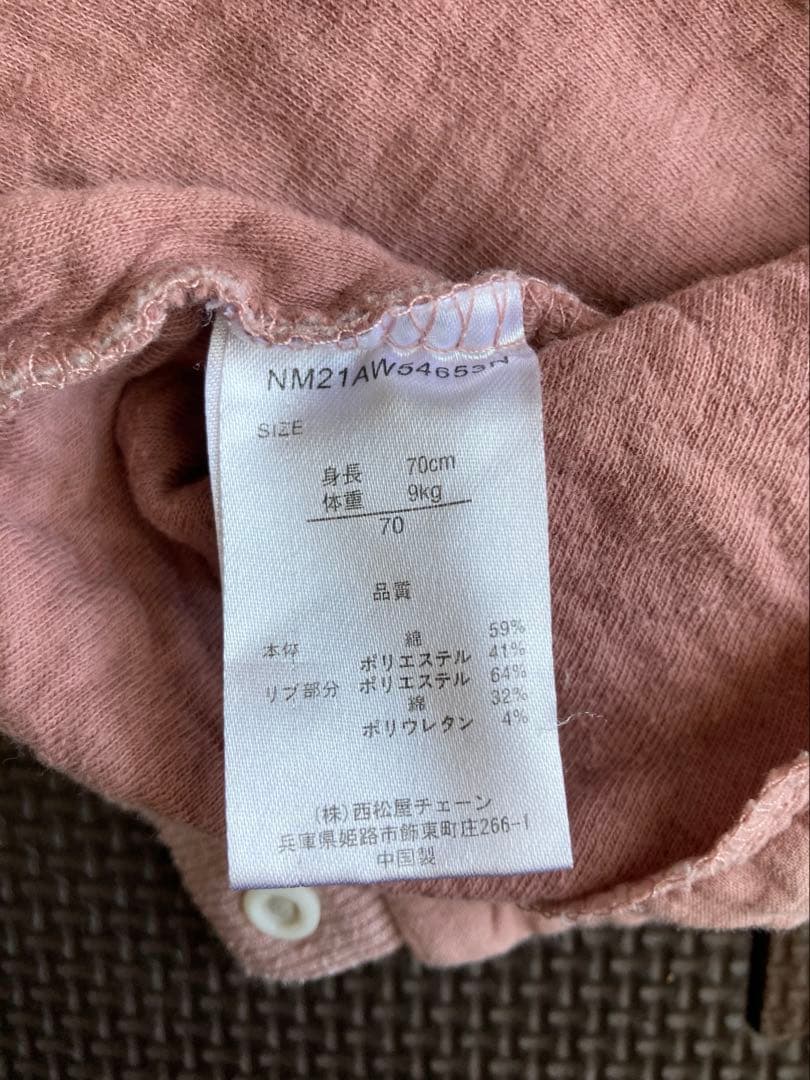 NM21AW54653N
SIZE
身長 70cm
体重 9kg
70
品質
本体 綿 59%
ポリエステル 41%
リブ部分 ポリエステル 64%
綿 32%
ポリウレタン 4%
(株)西松屋チェーン
兵庫県姫路市飾東町庄266-1
中国製